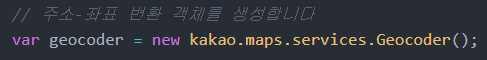 // 주소-좌표 변환 객체를 생성합니다
var geocoder = new kakao.maps.services.Geocoder();